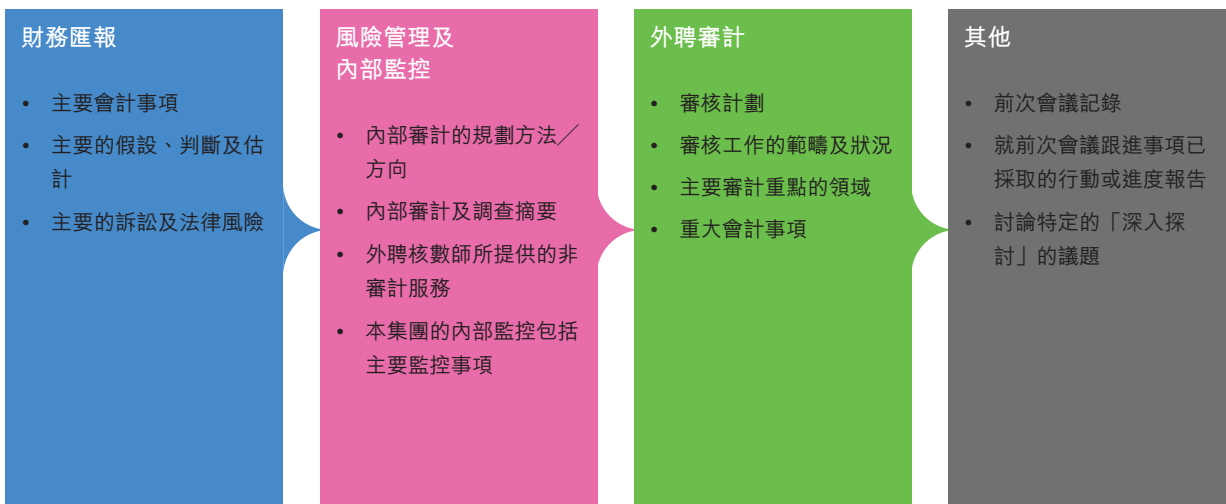 財務匯報
• 主要會計事項
• 主要的假設、判斷及估
計
• 主要的訴訟及法律風險
風險管理及
內部監控
• 內部審計的規劃方法／
方向
• 內部審計及調查摘要
• 外聘核數師所提供的非
審計服務
• 本集團的內部監控包括
主要監控事項
外聘審計
• 審核計劃
• 審核工作的範疇及狀況
• 主要審計重點的領域
• 重大會計事項
其他
• 前次會議記錄
• 就前次會議跟進事項已
採取的行動或進度報告
• 討論特定的「深入探
討」的議題